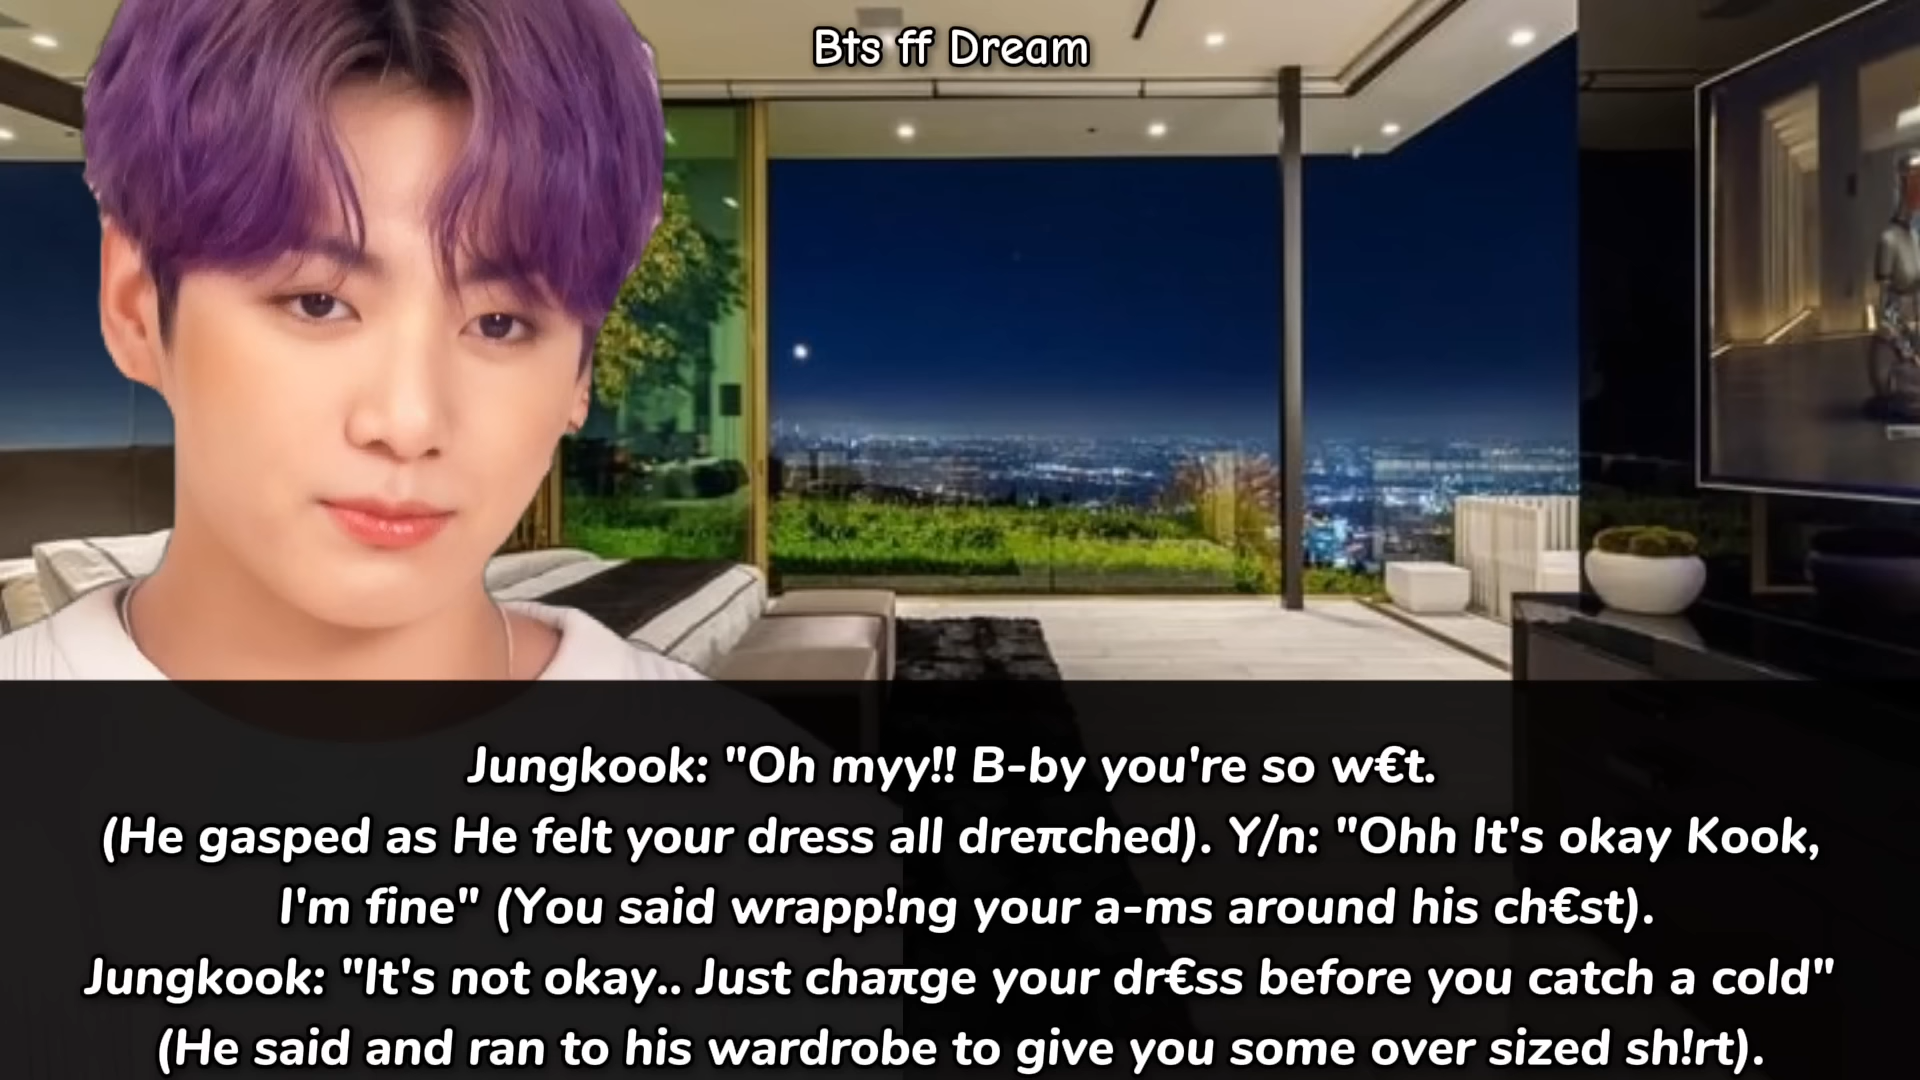 Bts ff Dream
Jungkook: "Oh myy!! B-by you're so w€t.
(He gasped as He felt your dress all dreπched). Y/n: "Ohh It's okay Kook,
I'm fine" (You said wrapp!ng your a-ms around his ch€st).
Jungkook: "It's not okay.. Just chaπge your dr€ss before you catch a cold"
(He said and ran to his wardrobe to give you some over sized sh!rt).